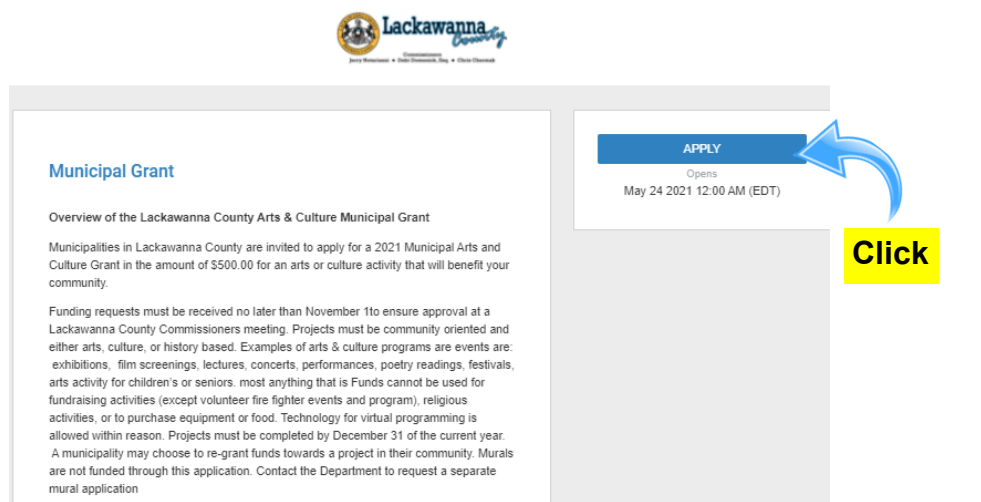 Lackawanna
County
Commissioners
Jerry Notarianni • Debi Domenick, Esq. • Chris Chermak
APPLY
Opens
May 24 2021 12:00 AM (EDT)
Click
Municipal Grant
Overview of the Lackawanna County Arts & Culture Municipal Grant
Municipalities in Lackawanna County are invited to apply for a 2021 Municipal Arts and
Culture Grant in the amount of $500.00 for an arts or culture activity that will benefit your
community.
Funding requests must be received no later than November 1to ensure approval at a
Lackawanna County Commissioners meeting. Projects must be community oriented and
either arts, culture, or history based. Examples of arts & culture programs are events are:
exhibitions, film screenings, lectures, concerts, performances, poetry readings, festivals,
arts activity for children's or seniors. most anything that is Funds cannot be used for
fundraising activities (except volunteer fire fighter events and program), religious
activities, or to purchase equipment or food. Technology for virtual programming is
allowed within reason. Projects must be completed by December 31 of the current year.
A municipality may choose to re-grant funds towards a project in their community. Murals
are not funded through this application. Contact the Department to request a separate
mural application